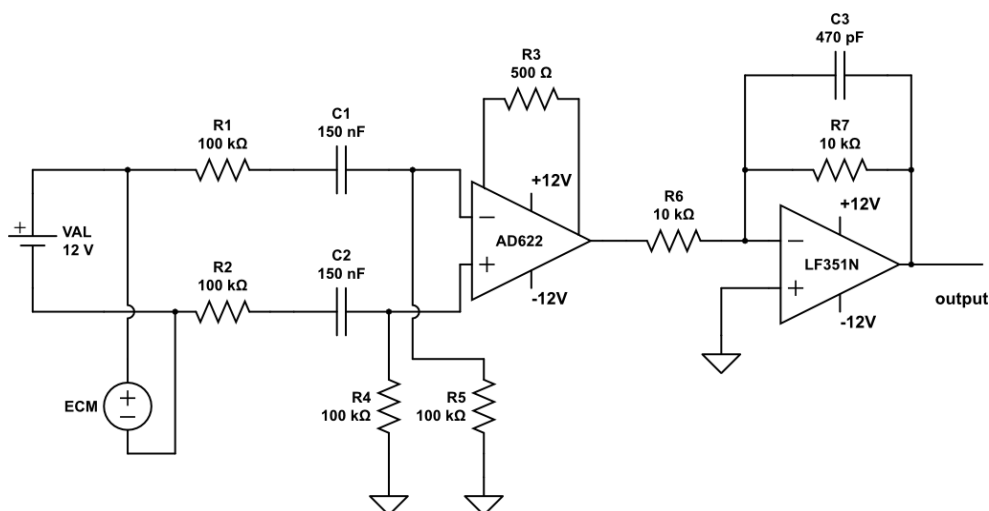 C3
470 pF
R3
500 Ω
R1
100 kΩ
C1
150 nF
R7
10 kΩ
+12V
+12V
R6
10 kΩ
+
VAL
12 V
−
AD622
−
LF351N
R2
100 kΩ
C2
150 nF
+
-12V
+
-12V
output
ECM
+
−
R4
100 kΩ
R5
100 kΩ